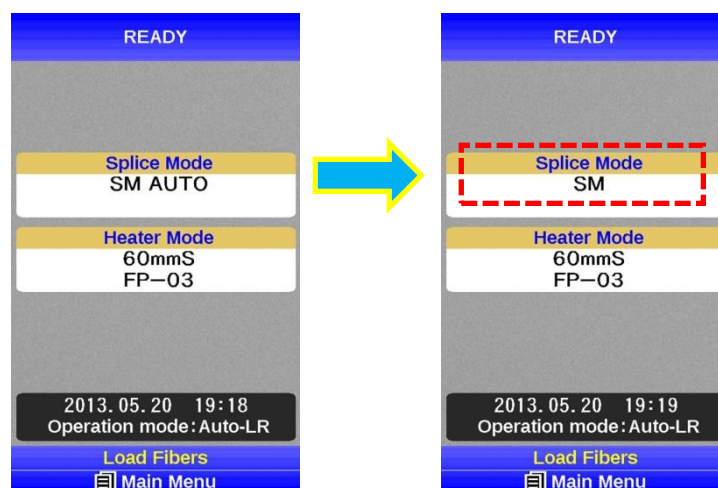 READY
Splice Mode
SM AUTO
Heater Mode
60mmS
FP-03
2013.05.20 19:18
Operation mode:Auto-LR
Load Fibers
Main Menu
READY
Splice Mode
SM
Heater Mode
60mmS
FP-03
2013.05.20 19:19
Operation mode:Auto-LR
Load Fibers
Main Menu